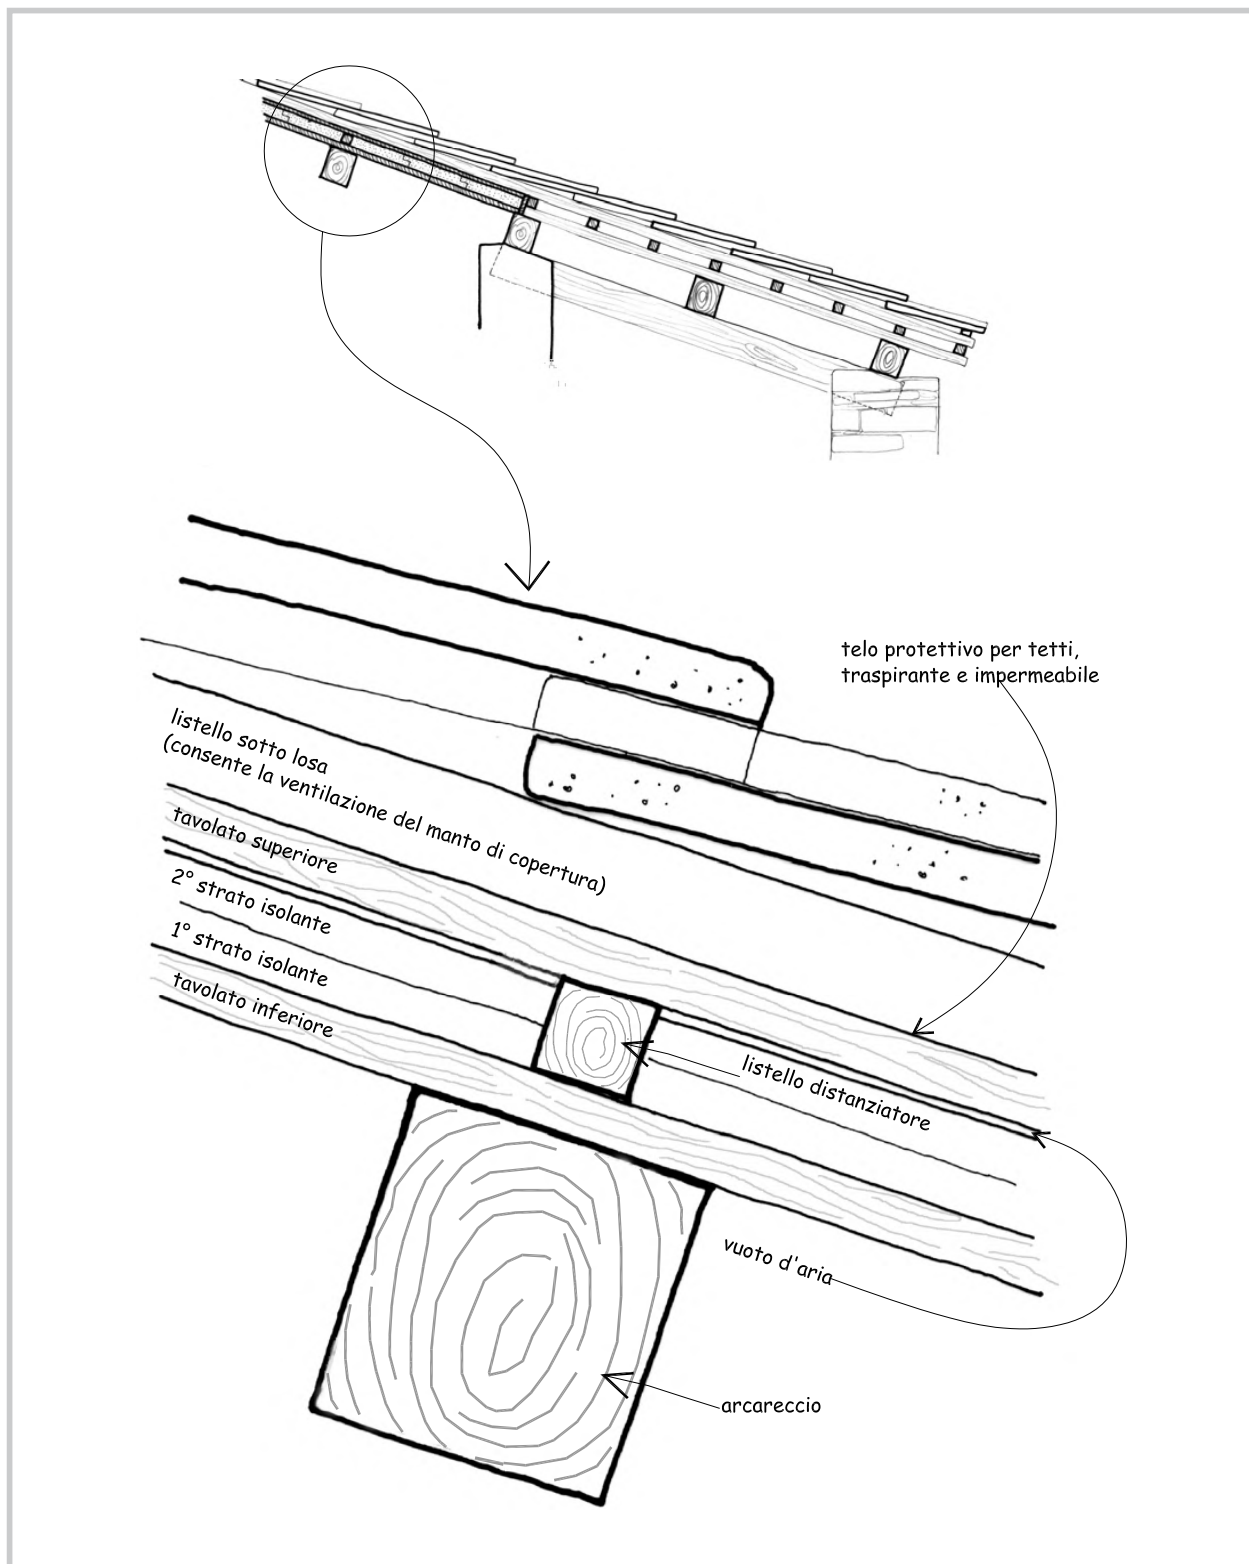 telo protettivo per tetti,
traspirante e impermeabile
listello sotto losa
(consente la ventilazione del manto di copertura)
tavolato superiore
2° strato isolante
1° strato isolante
tavolato inferiore
listello distanziatore
vuoto d'aria
arcareccio